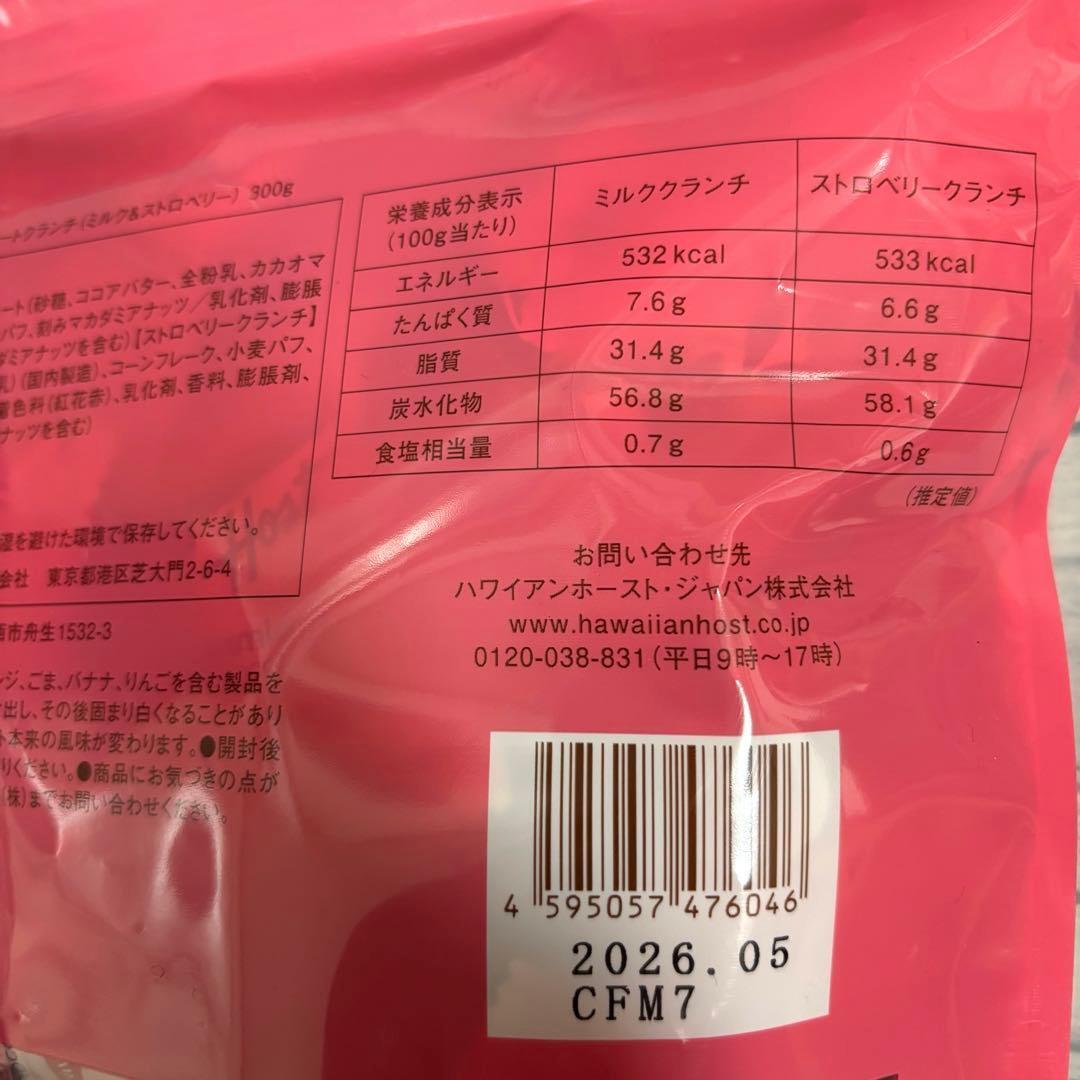 ートクランチ(ミルク&ストロベリー) 300g
ート(砂糖、ココアバター、全粉乳、カカオマ
パフ、刻みマカダミアナッツ/乳化剤、膨脹
ダミアナッツを含む)【ストロベリークランチ】
乳)(国内製造)、コーンフレーク、小麦パフ、
着色料(紅花赤)、乳化剤、香料、膨脹剤、
ナッツを含む)
湿を避けた環境で保存してください。
会社 東京都港区芝大門2-6-4
市舟生1532-3
ンジ、ごま、バナナ、りんごを含む製品を
出し、その後固まり白くなることがあり
ト本来の風味が変わります。●開封後
りください。●商品にお気づきの点が
(株)までお問い合わせください。
栄養成分表示
(100g当たり) ミルククランチ ストロベリークランチ
エネルギー 532kcal 533kcal
たんぱく質 7.6g 6.6g
脂質 31.4g 31.4g
炭水化物 56.8g 58.1g
食塩相当量 0.7g 0.6g
(推定値)
お問い合わせ先
ハワイアンホースト・ジャパン株式会社
www.hawaiianhost.co.jp
0120-038-831(平日9時〜17時)
4 595057 476046
2026.05
CFM7